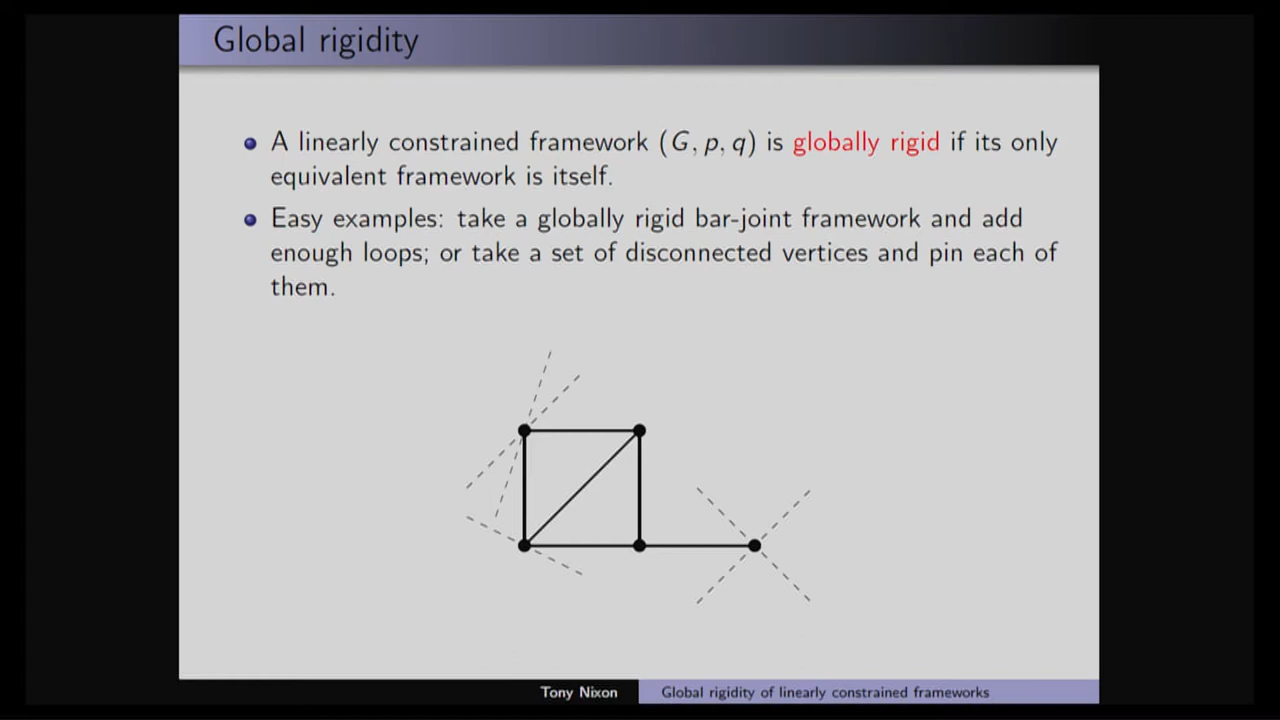 Global rigidity
A linearly constrained framework (G, p, q) is globally rigid if its only
equivalent framework is itself.
Easy examples: take a globally rigid bar-joint framework and add
enough loops; or take a set of disconnected vertices and pin each of
them.
Tony Nixon
Global rigidity of linearly constrained frameworks